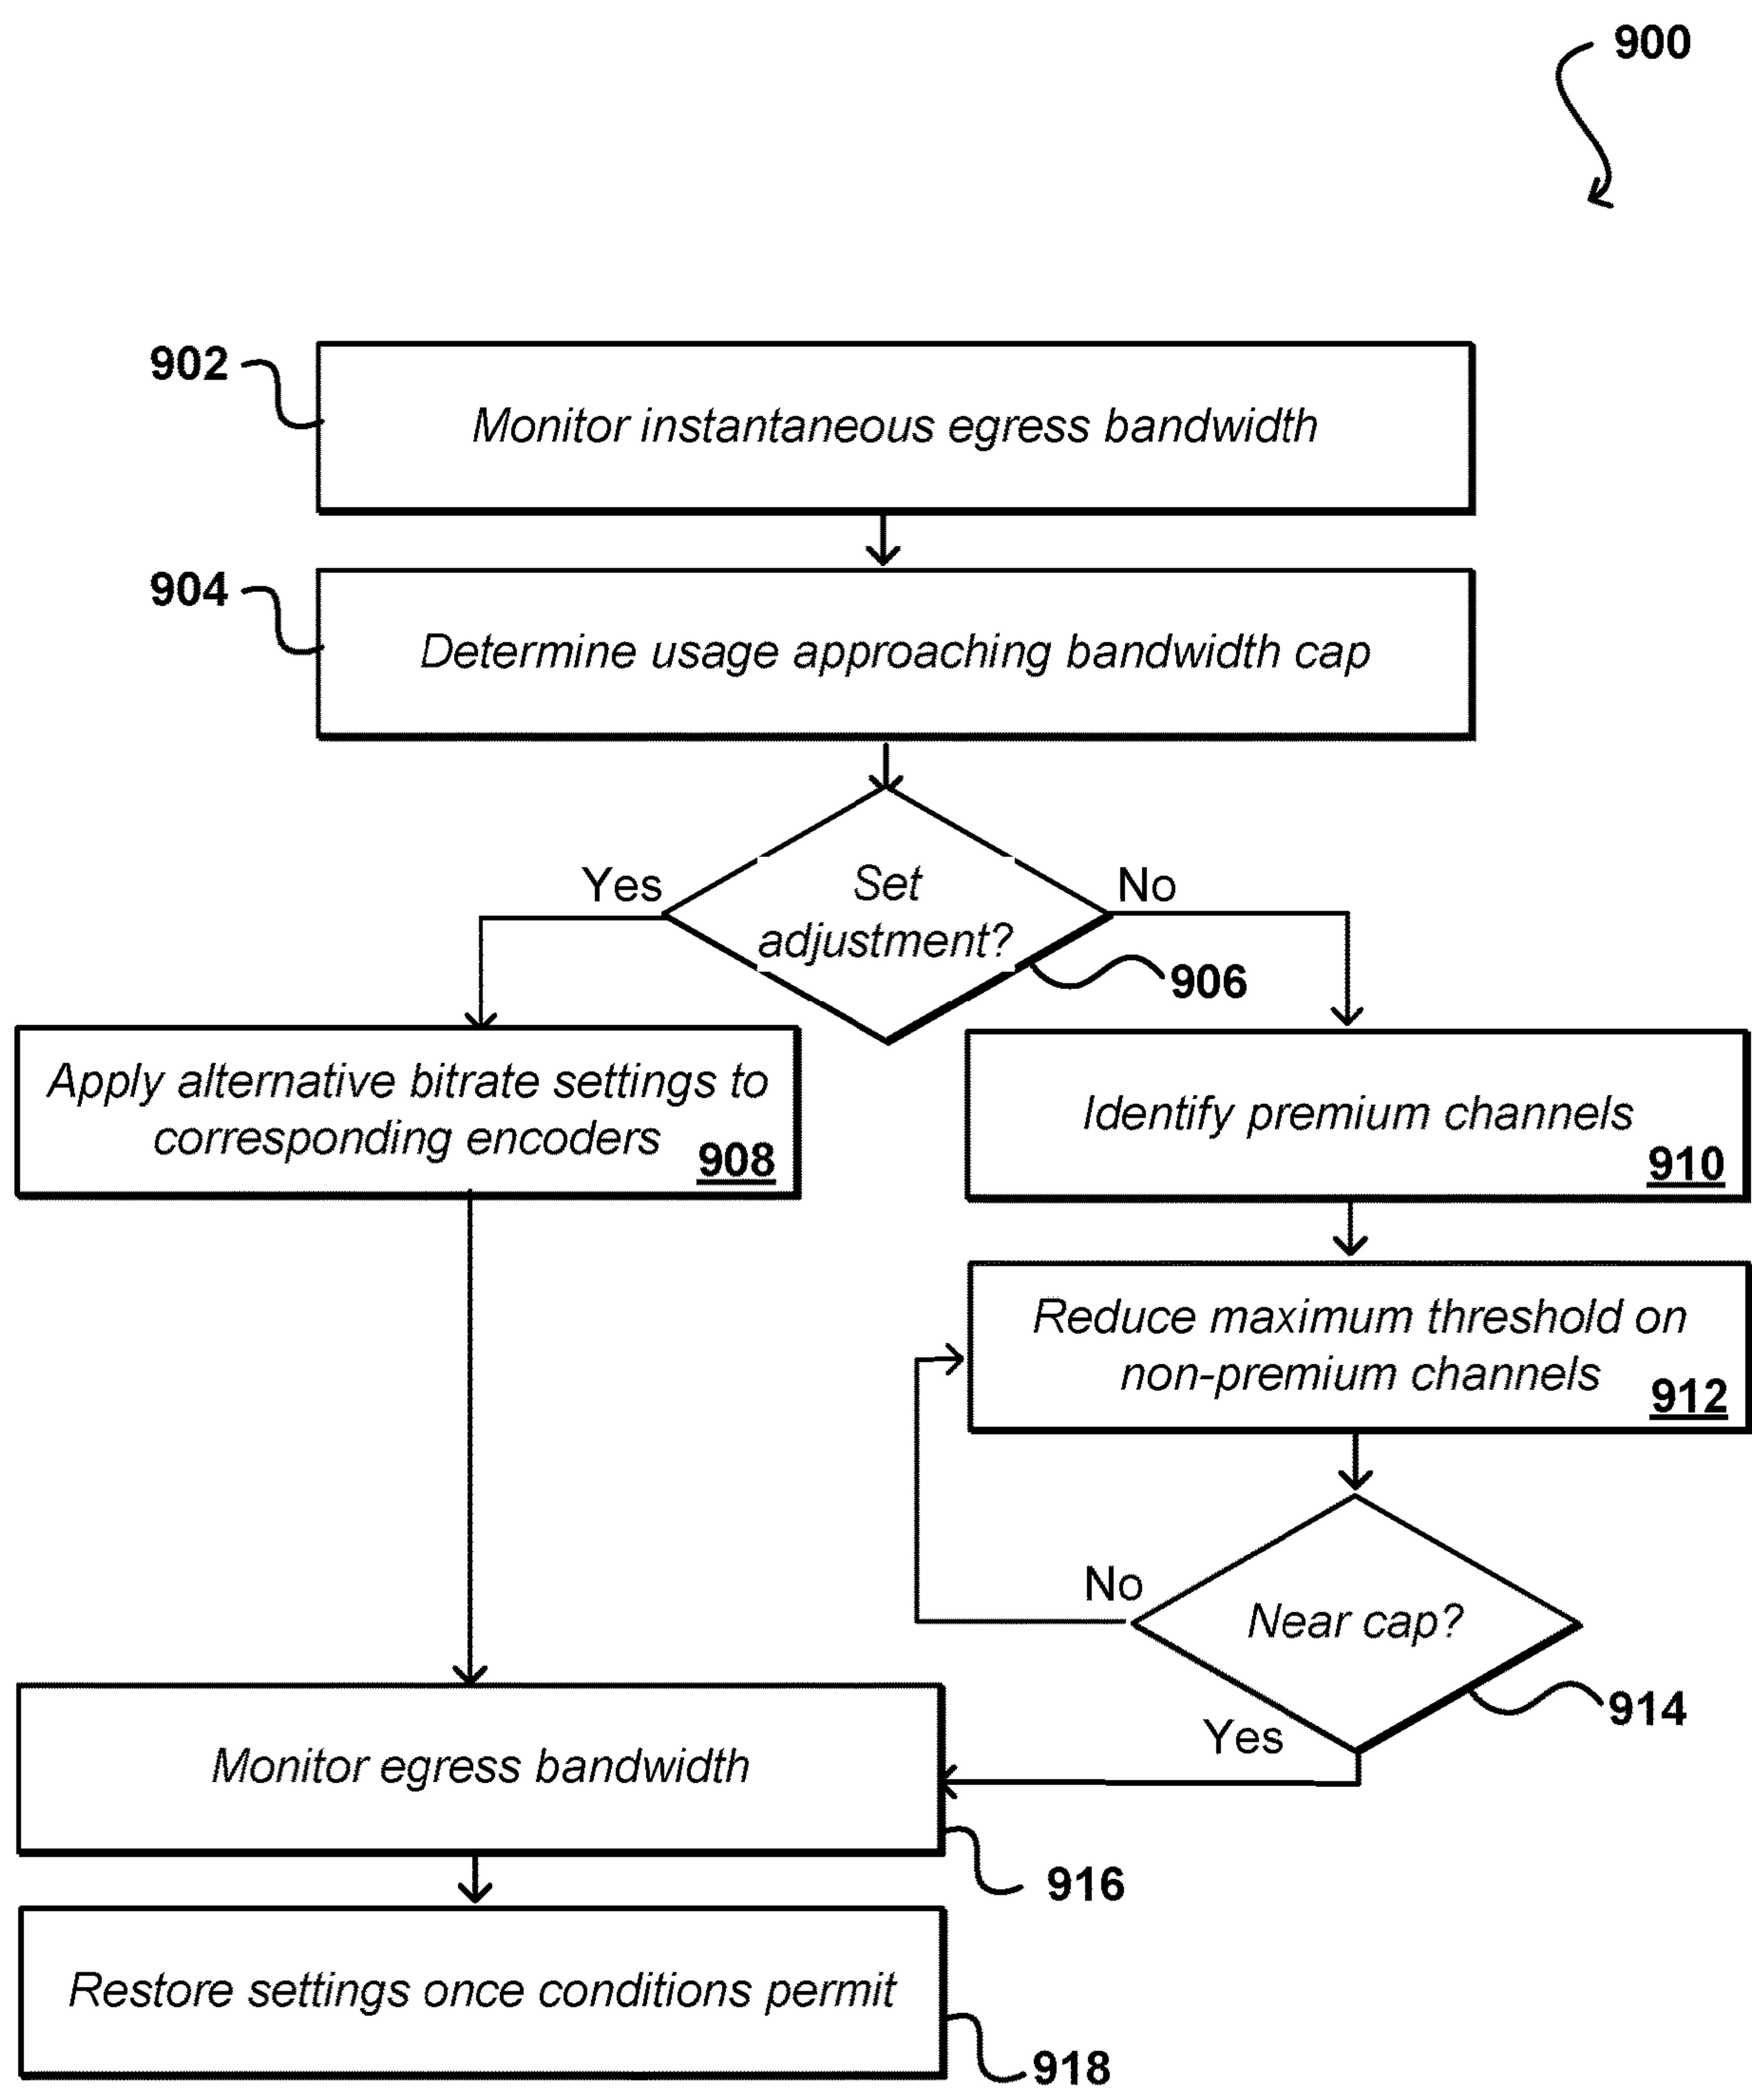 900
902
Monitor instantaneous egress bandwidth
904
Determine usage approaching bandwidth cap
Yes
Set
adjustment?
No
906
Apply alternative bitrate settings to
corresponding encoders
908
Identify premium channels
910
Reduce maximum threshold on
non-premium channels
912
No
Near cap?
914
Yes
Monitor egress bandwidth
916
Restore settings once conditions permit
918